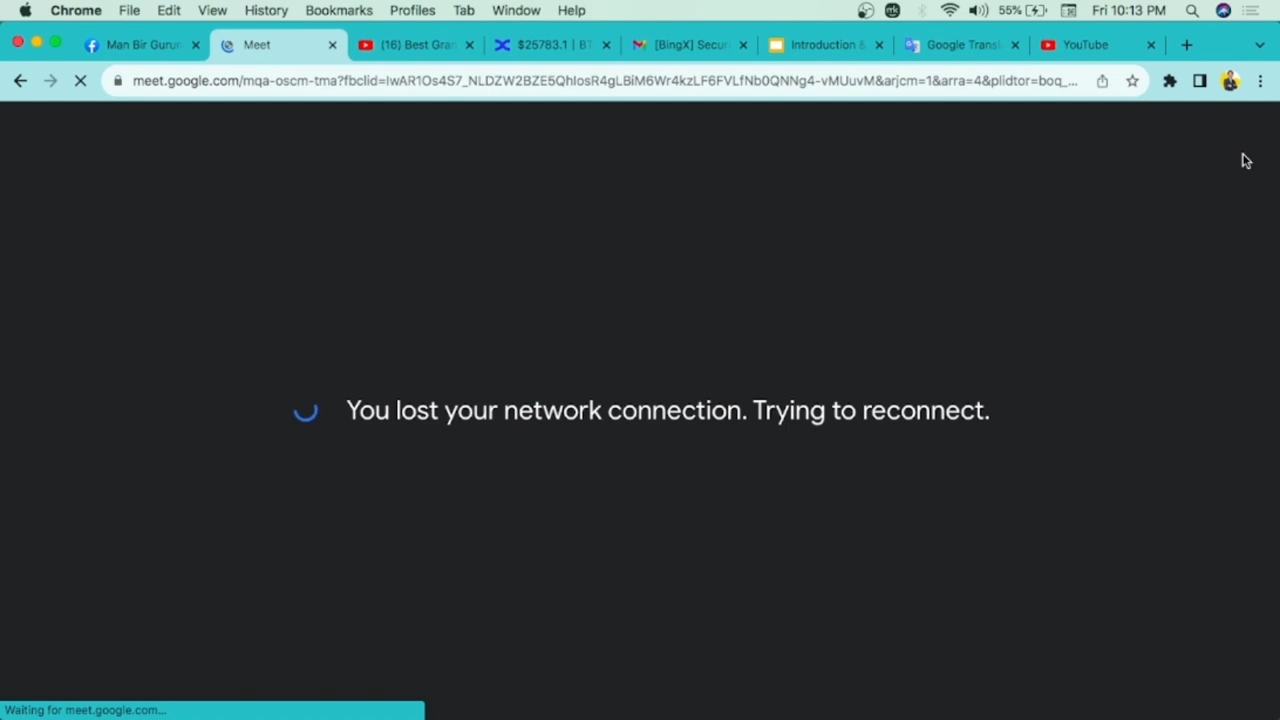 Chrome File Edit View History Bookmarks Profiles Tab Window Help 55% Fri 10:13 PM
Man Bir Gurun Meet (16) Best Gran $25783.1 | BT [BingX] Securi Introduction & Google Transl YouTube
meet.google.com/mqa-oscm-tma?fbclid=IwAR1Os4S7_NLDZW2BZE5QhIosR4gLBiM6Wr4kzLF6FVLfNb0QNNg4-vMUuvM&arjcm=1&arra=4&plidtor=boq_...
You lost your network connection. Trying to reconnect.
Waiting for meet.google.com...